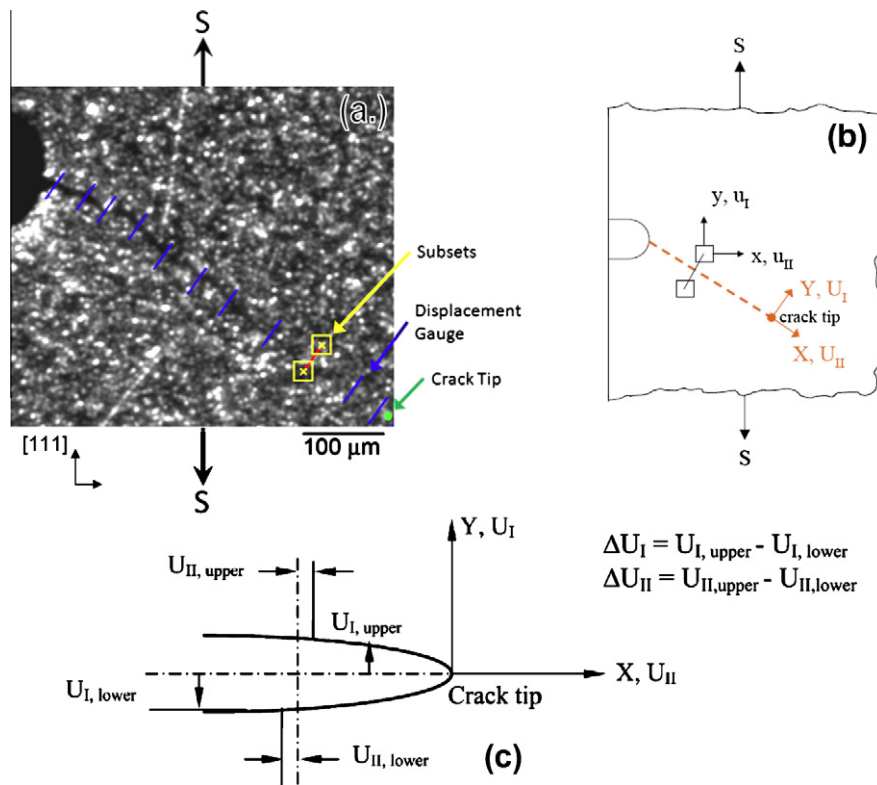 S
(a.)
Subsets
Displacement
Gauge
Crack Tip
[111]
100 μm
S
S
(b)
y, uI
x, uII
Y, UI
crack tip
X, UII
S
Y, UI
UII, upper
UI, upper
UI, lower
X, UII
Crack tip
UII, lower
(c)
ΔUI = UI, upper - UI, lower
ΔUII = UII,upper - UII,lower